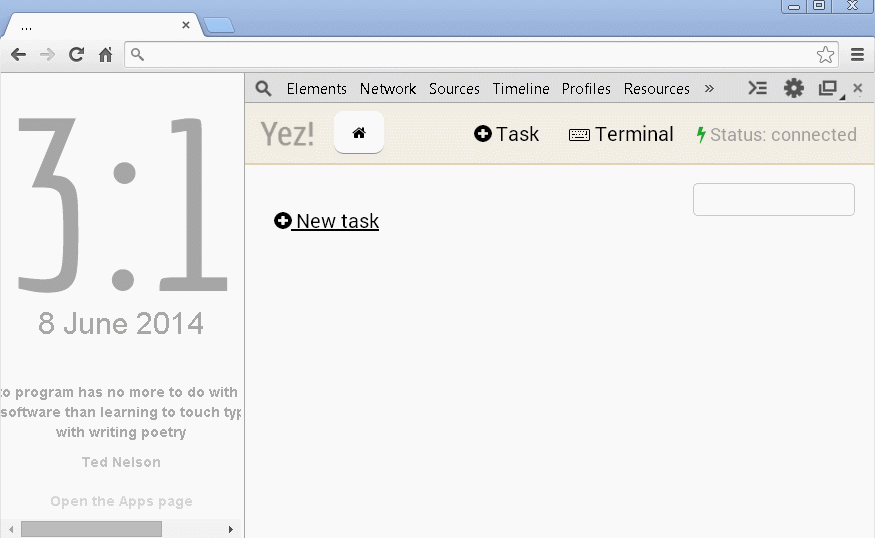 ...
Elements Network Sources Timeline Profiles Resources »
Yez!
Task
Terminal
Status: connected
New task
3:1
8 June 2014
to program has no more to do with
software than learning to touch typ
with writing poetry
Ted Nelson
Open the Apps page